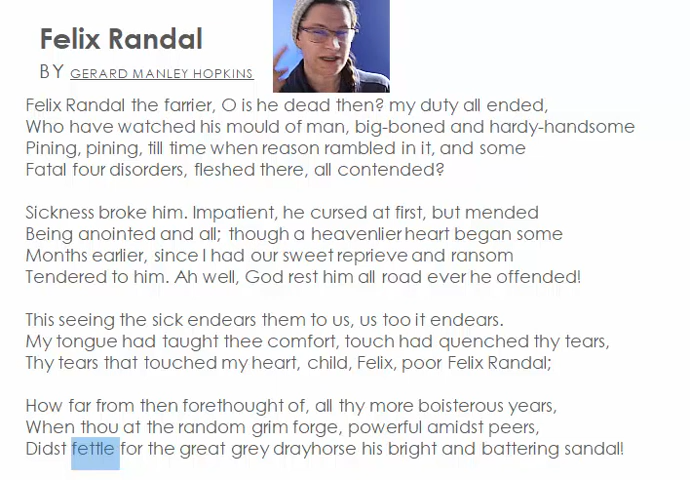 Felix Randal
BY GERARD MANLEY HOPKINS
Felix Randal the farrier, O is he dead then? my duty all ended,
Who have watched his mould of man, big-boned and hardy-handsome
Pining, pining, till time when reason rambled in it, and some
Fatal four disorders, fleshed there, all contended?
Sickness broke him. Impatient, he cursed at first, but mended
Being anointed and all; though a heavenlier heart began some
Months earlier, since I had our sweet reprieve and ransom
Tendered to him. Ah well, God rest him all road ever he offended!
This seeing the sick endears them to us, us too it endears.
My tongue had taught thee comfort, touch had quenched thy tears,
Thy tears that touched my heart, child, Felix, poor Felix Randal;
How far from then forethought of, all thy more boisterous years,
When thou at the random grim forge, powerful amidst peers,
Didst fettle for the great grey drayhorse his bright and battering sandal!